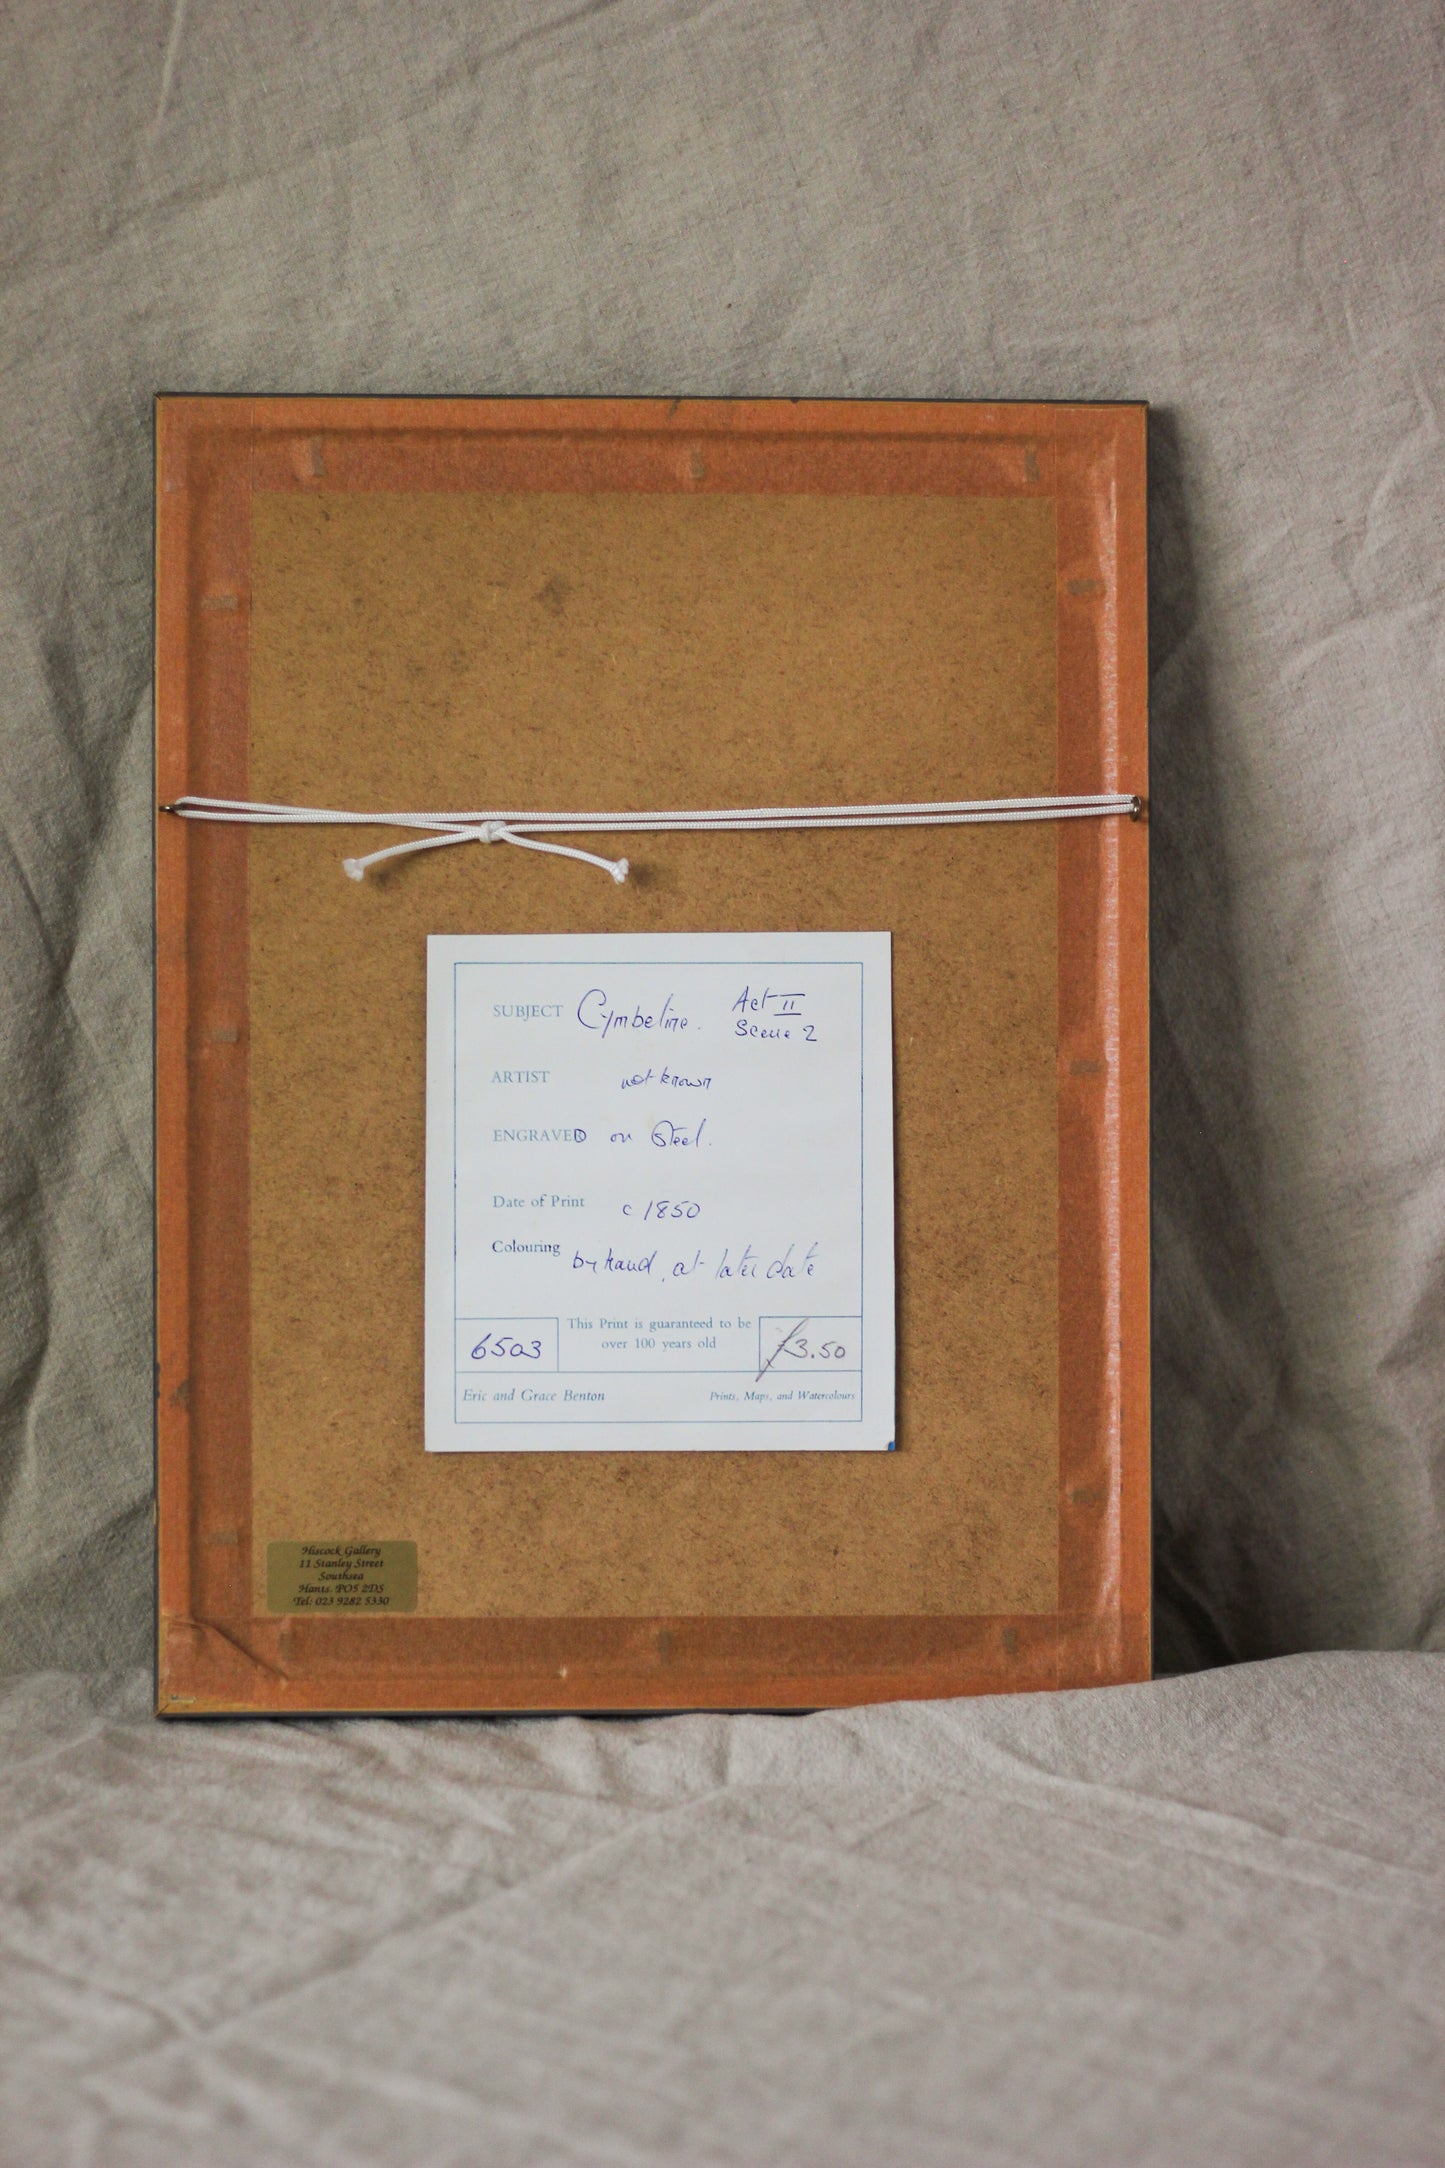 SUBJECT Cymbeline. Act II
Scene 2
ARTIST not known
ENGRAVED on Steel.
Date of Print c 1850
Colouring by hand, at later date
6503
This Print is guaranteed to be
over 100 years old
£3.50
Eric and Grace Benton Prints, Maps, and Watercolours
Hiscock Gallery
11 Stanley Street
Southsea
Hants. PO5 2DS
Tel: 023 9282 5330